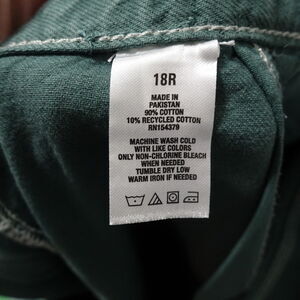 18R
MADE IN
PAKISTAN
90% COTTON
10% RECYCLED COTTON
RN154379
MACHINE WASH COLD
WITH LIKE COLORS
ONLY NON-CHLORINE BLEACH
WHEN NEEDED
TUMBLE DRY LOW
WARM IRON IF NEEDED